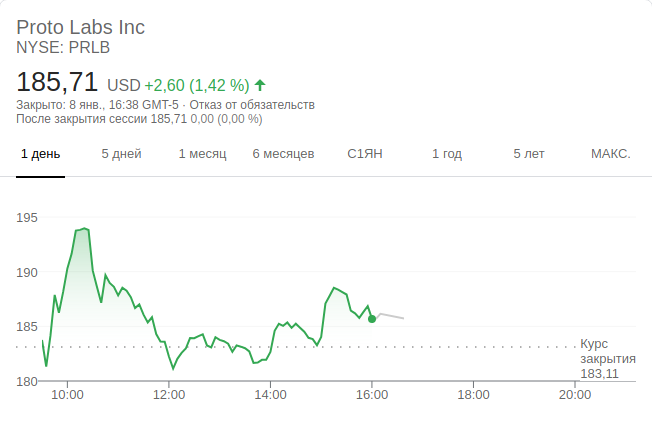 Proto Labs Inc
NYSE: PRLB
185,71 USD +2,60 (1,42 %)
Закрыто: 8 янв., 16:38 GMT-5 · Отказ от обязательств
После закрытия сессии 185,71 0,00 (0,00 %)
1 день 5 дней 1 месяц 6 месяцев С1ЯН 1 год 5 лет МАКС.
195
190
185
Курс
закрытия
183,11
180
10:00 12:00 14:00 16:00 18:00 20:00